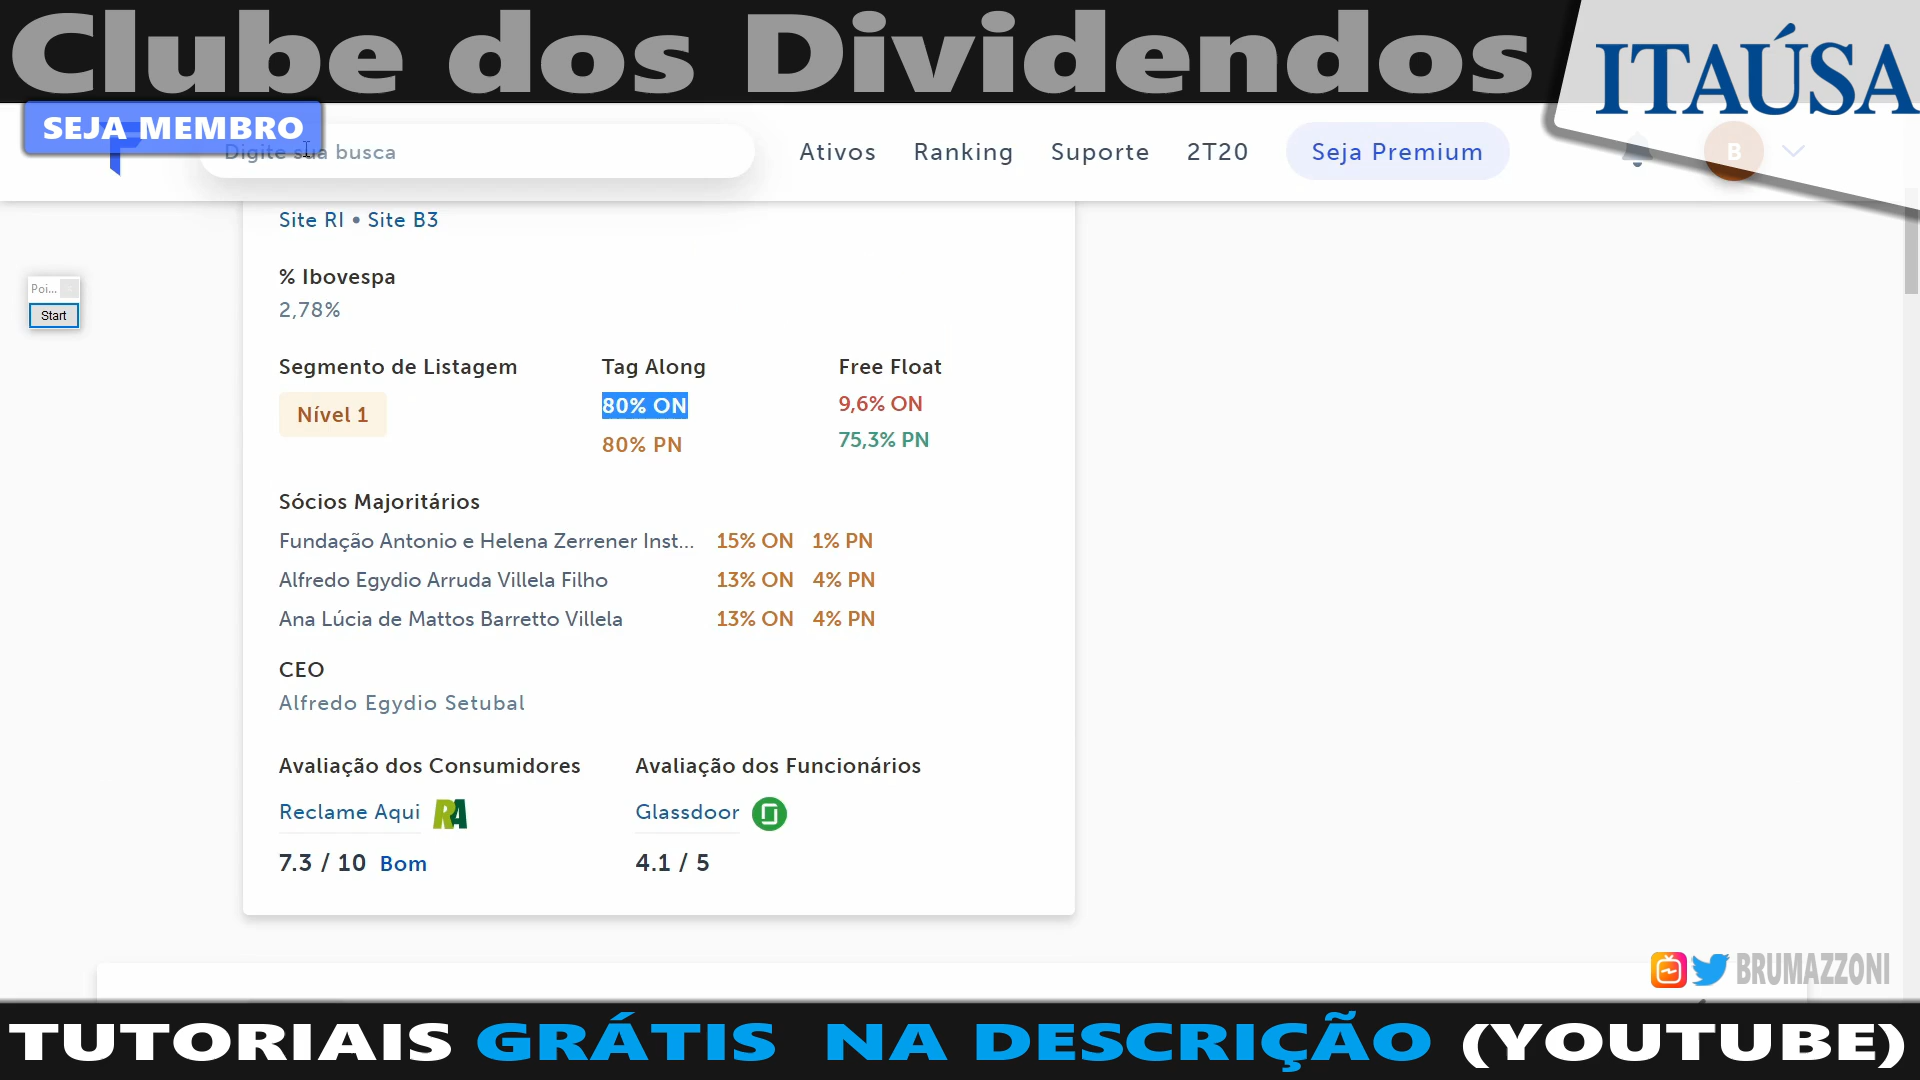 Clube dos Dividendos
ITAÚSA
SEJA MEMBRO
Digite sua busca
Ativos
Ranking
Suporte
2T20
Seja Premium
B
Site RI • Site B3
% Ibovespa
2,78%
Poi...
Start
Segmento de Listagem
Tag Along
Free Float
Nível 1
80% ON
9,6% ON
80% PN
75,3% PN
Sócios Majoritários
Fundação Antonio e Helena Zerrener Inst... 15% ON 1% PN
Alfredo Egydio Arruda Villela Filho 13% ON 4% PN
Ana Lúcia de Mattos Barretto Villela 13% ON 4% PN
CEO
Alfredo Egydio Setubal
Avaliação dos Consumidores
Avaliação dos Funcionários
Reclame Aqui RA
Glassdoor
7.3 / 10 Bom
4.1 / 5
BRUMAZZONI
TUTORIAIS GRÁTIS NA DESCRIÇÃO (YOUTUBE)